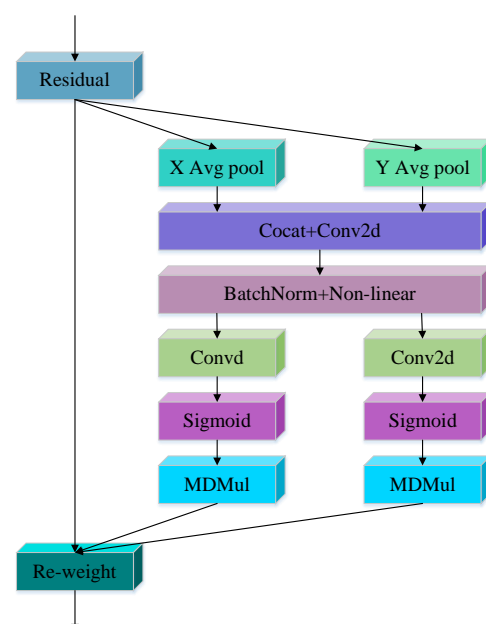 Residual
X Avg pool
Y Avg pool
Cocat+Conv2d
BatchNorm+Non-linear
Convd
Conv2d
Sigmoid
Sigmoid
MDMul
MDMul
Re-weight